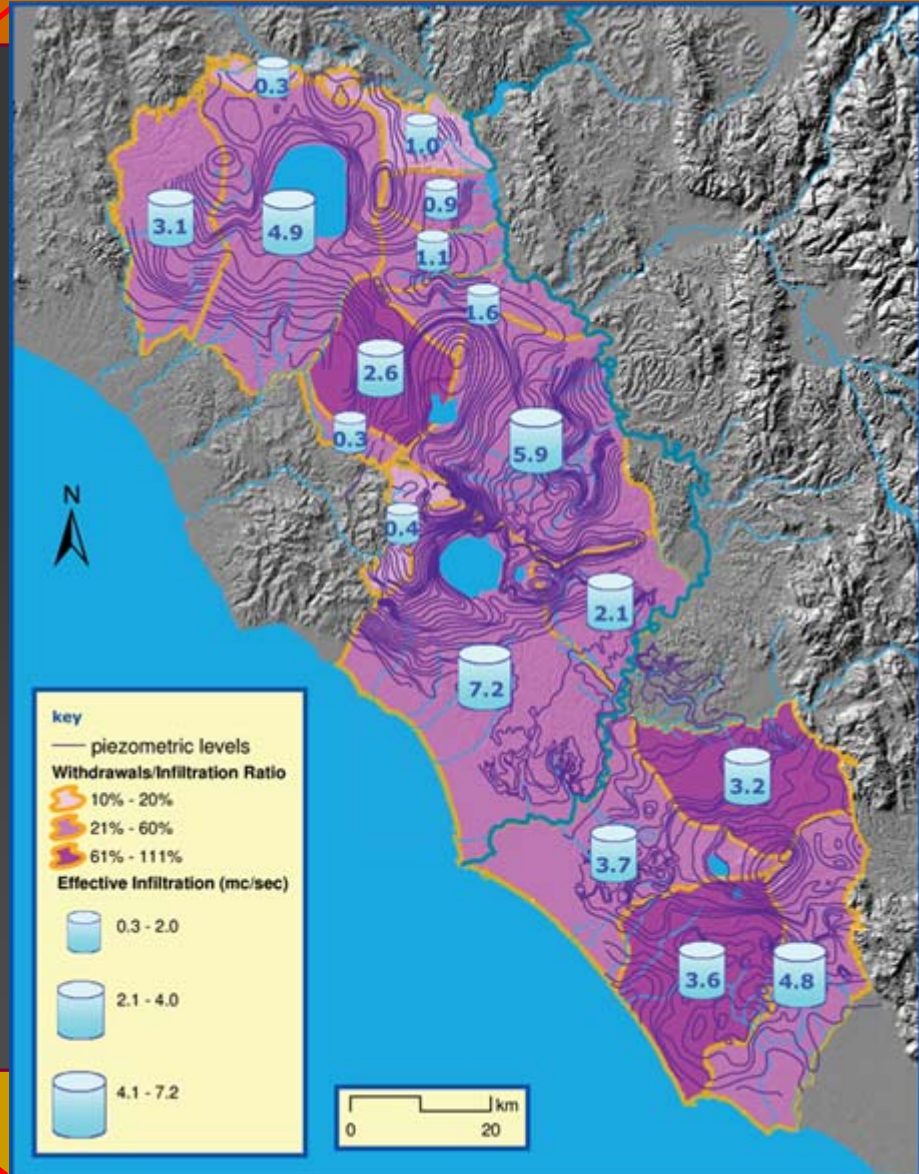 0.3
1.0
3.1
4.9
0.9
1.1
1.6
2.6
0.3
5.9
0.4
N
2.1
7.2
3.2
3.7
3.6
4.8
key
piezometric levels
Withdrawals/Infiltration Ratio
10% - 20%
21% - 60%
61% - 111%
Effective Infiltration (mc/sec)
0.3 - 2.0
2.1 - 4.0
4.1 - 7.2
km
0 20